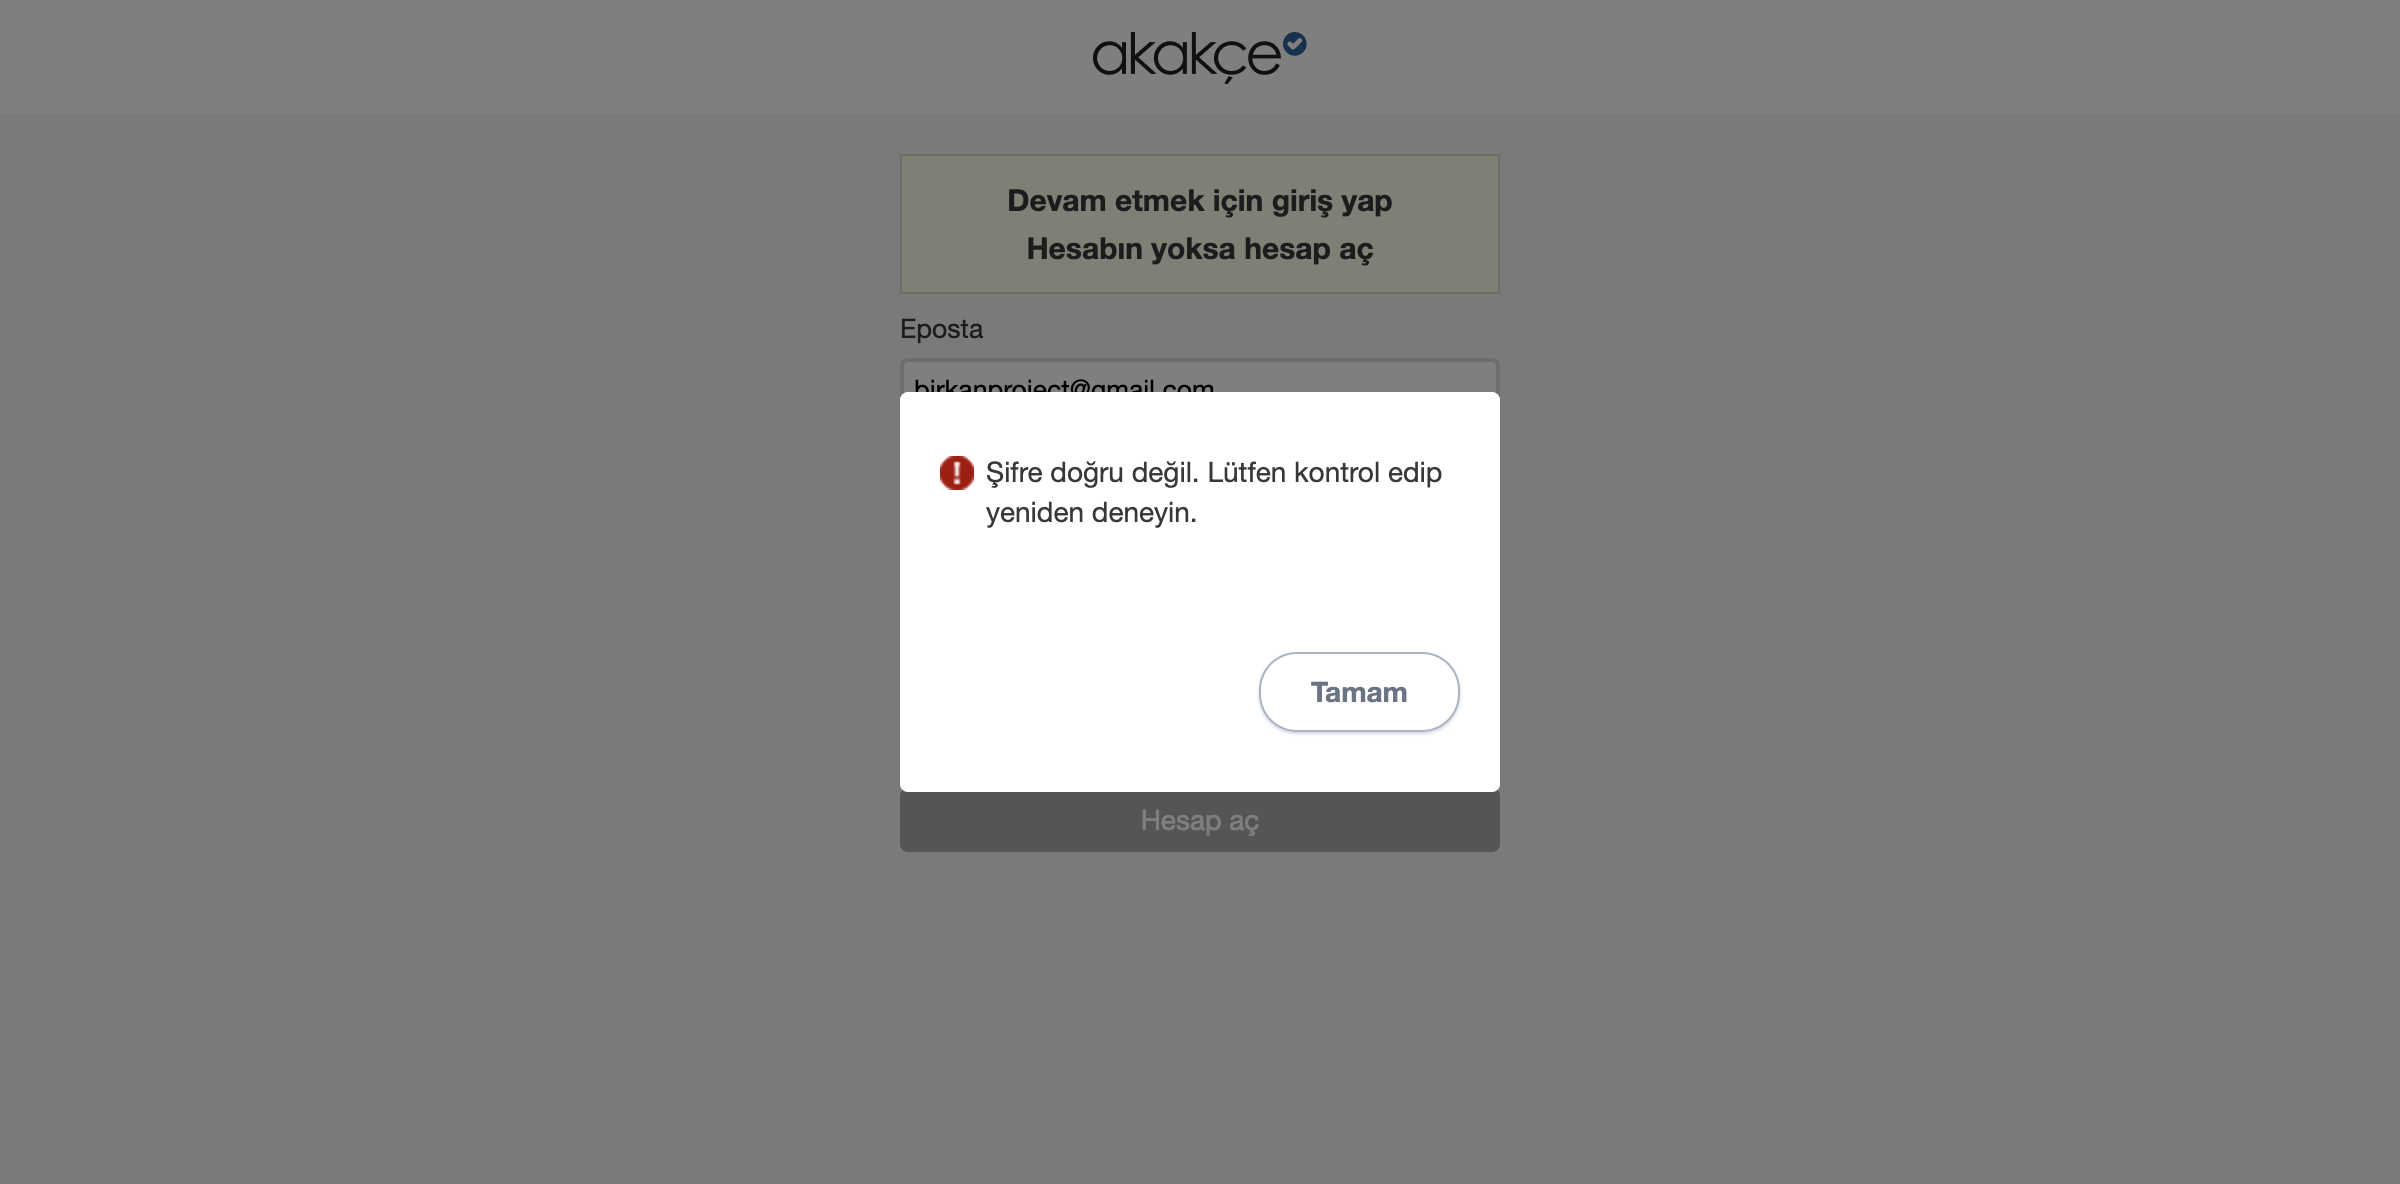 akakçe
Devam etmek için giriş yap
Hesabın yoksa hesap aç
Eposta
birkanproject@gmail.com
Şifre doğru değil. Lütfen kontrol edip
yeniden deneyin.
Tamam
Hesap aç